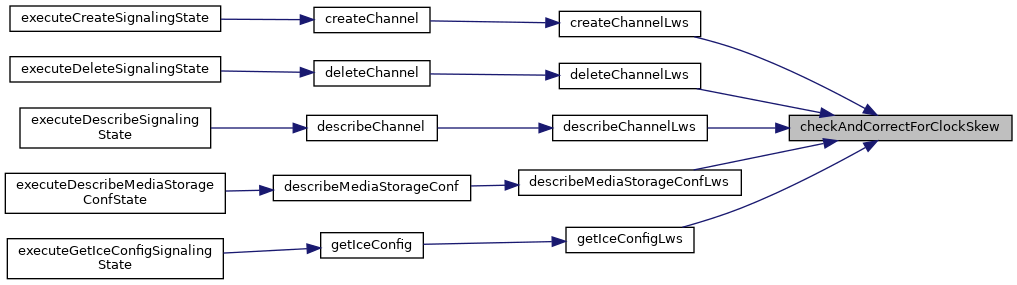 executeCreateSignalingState
createChannel
createChannelLws
executeDeleteSignalingState
deleteChannel
deleteChannelLws
executeDescribeSignaling
State
describeChannel
describeChannelLws
checkAndCorrectForClockSkew
executeDescribeMediaStorage
ConfState
describeMediaStorageConf
describeMediaStorageConfLws
executeGetIceConfigSignaling
State
getIceConfig
getIceConfigLws